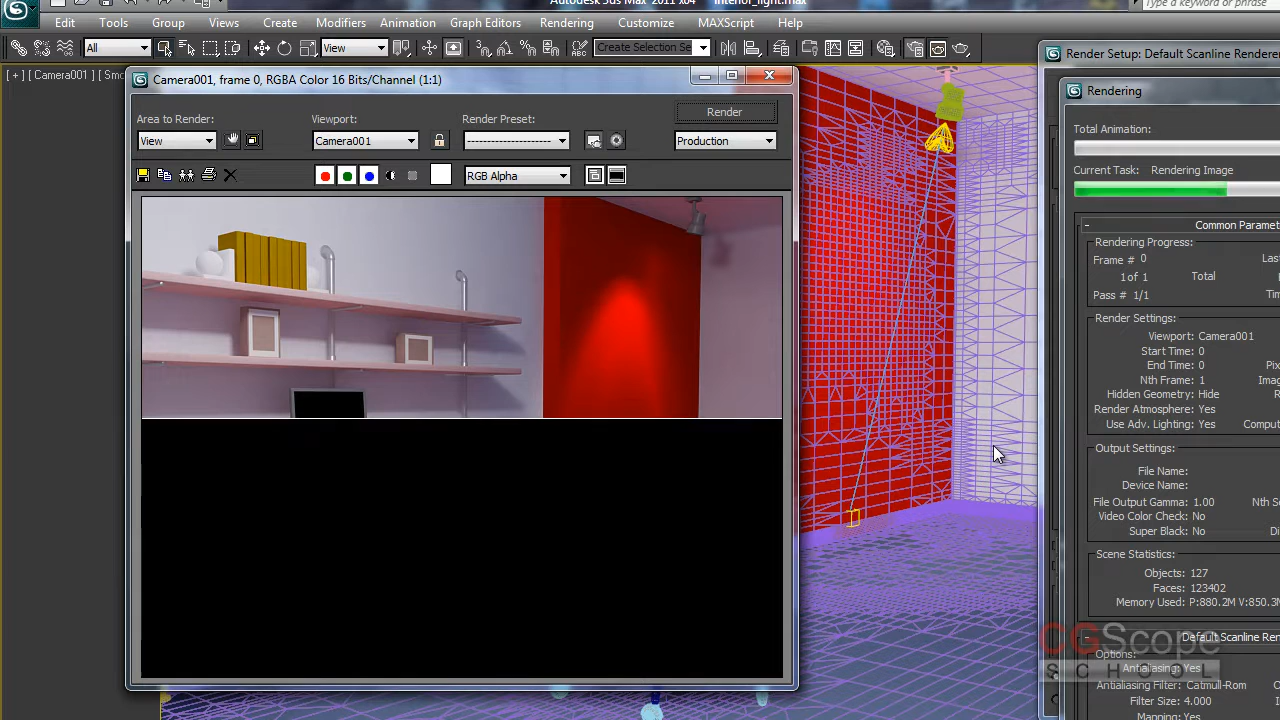 Autodesk 3ds Max 2011 x64 interior_light.max
Type a keyword or phrase
Edit Tools Group Views Create Modifiers Animation Graph Editors Rendering Customize MAXScript Help
All View Create Selection Se
[ + ] [ Camera001 ] [ Smo
Camera001, frame 0, RGBA Color 16 Bits/Channel (1:1)
Area to Render: Viewport: Render Preset: Render
View Camera001 Production
RGB Alpha
Render Setup: Default Scanline Renderer
Rendering
Total Animation:
Current Task: Rendering Image
- Common Paramet
Rendering Progress:
Frame # 0 Las
1 of 1 Total
Pass # 1/1 Tim
Render Settings:
Viewport: Camera001
Start Time: 0
End Time: 0 Pix
Nth Frame: 1 Imag
Hidden Geometry: Hide
Render Atmosphere: Yes
Use Adv. Lighting: Yes Comput
Output Settings:
File Name:
Device Name:
File Output Gamma: 1.00 Nth Se
Video Color Check: No
Super Black: No Di
Scene Statistics:
Objects: 127
Faces: 123402
Memory Used: P:880.2M V:850.3M
- Default Scanline Ren
Options:
Antialiasing: Yes
Antialiasing Filter: Catmull-Rom
Filter Size: 4.000
Mapping: Yes
CGScope
SCHOOL